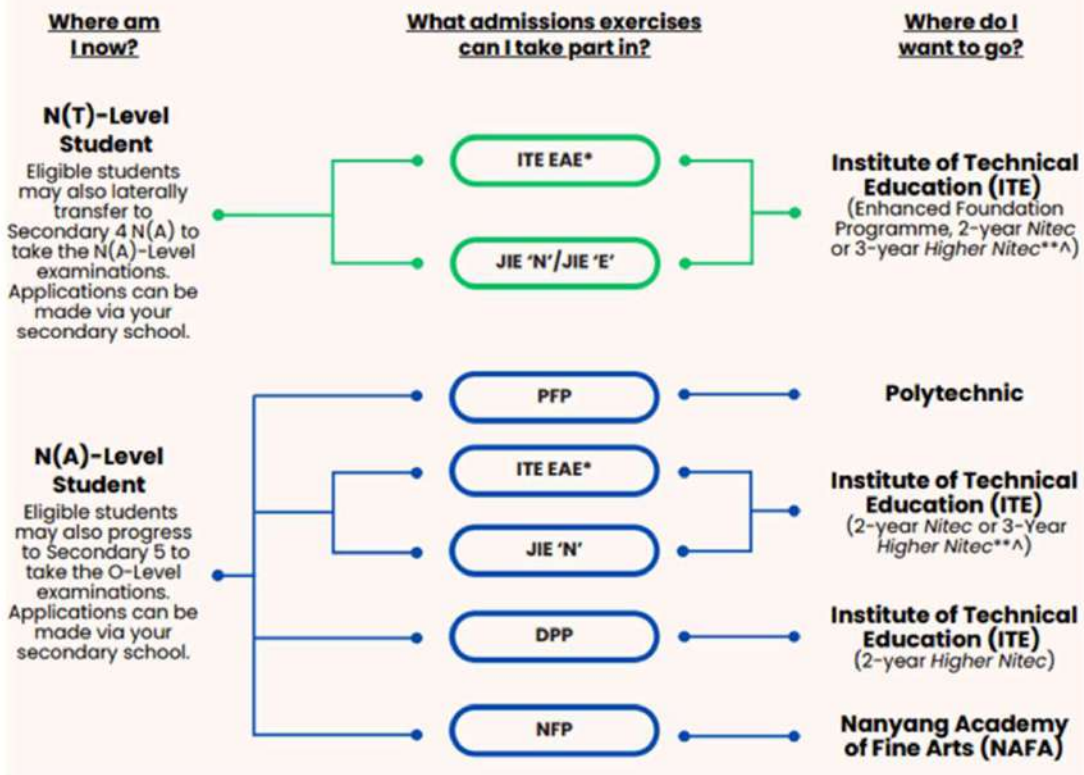 Where am
I now?
What admissions exercises
can I take part in?
Where do I
want to go?
N(T)-Level
Student
Eligible students
may also laterally
transfer to
Secondary 4 N(A) to
take the N(A)-Level
examinations.
Applications can be
made via your
secondary school.
ITE EAE*
JIE ‘N’/JIE ‘E’
Institute of Technical
Education (ITE)
(Enhanced Foundation
Programme, 2-year Nitec
or 3-year Higher Nitec**^)
N(A)-Level
Student
Eligible students
may also progress
to Secondary 5 to
take the O-Level
examinations.
Applications can be
made via your
secondary school.
PFP
Polytechnic
ITE EAE*
JIE ‘N’
Institute of Technical
Education (ITE)
(2-year Nitec or 3-Year
Higher Nitec**^)
DPP
Institute of Technical
Education (ITE)
(2-year Higher Nitec)
NFP
Nanyang Academy
of Fine Arts (NAFA)